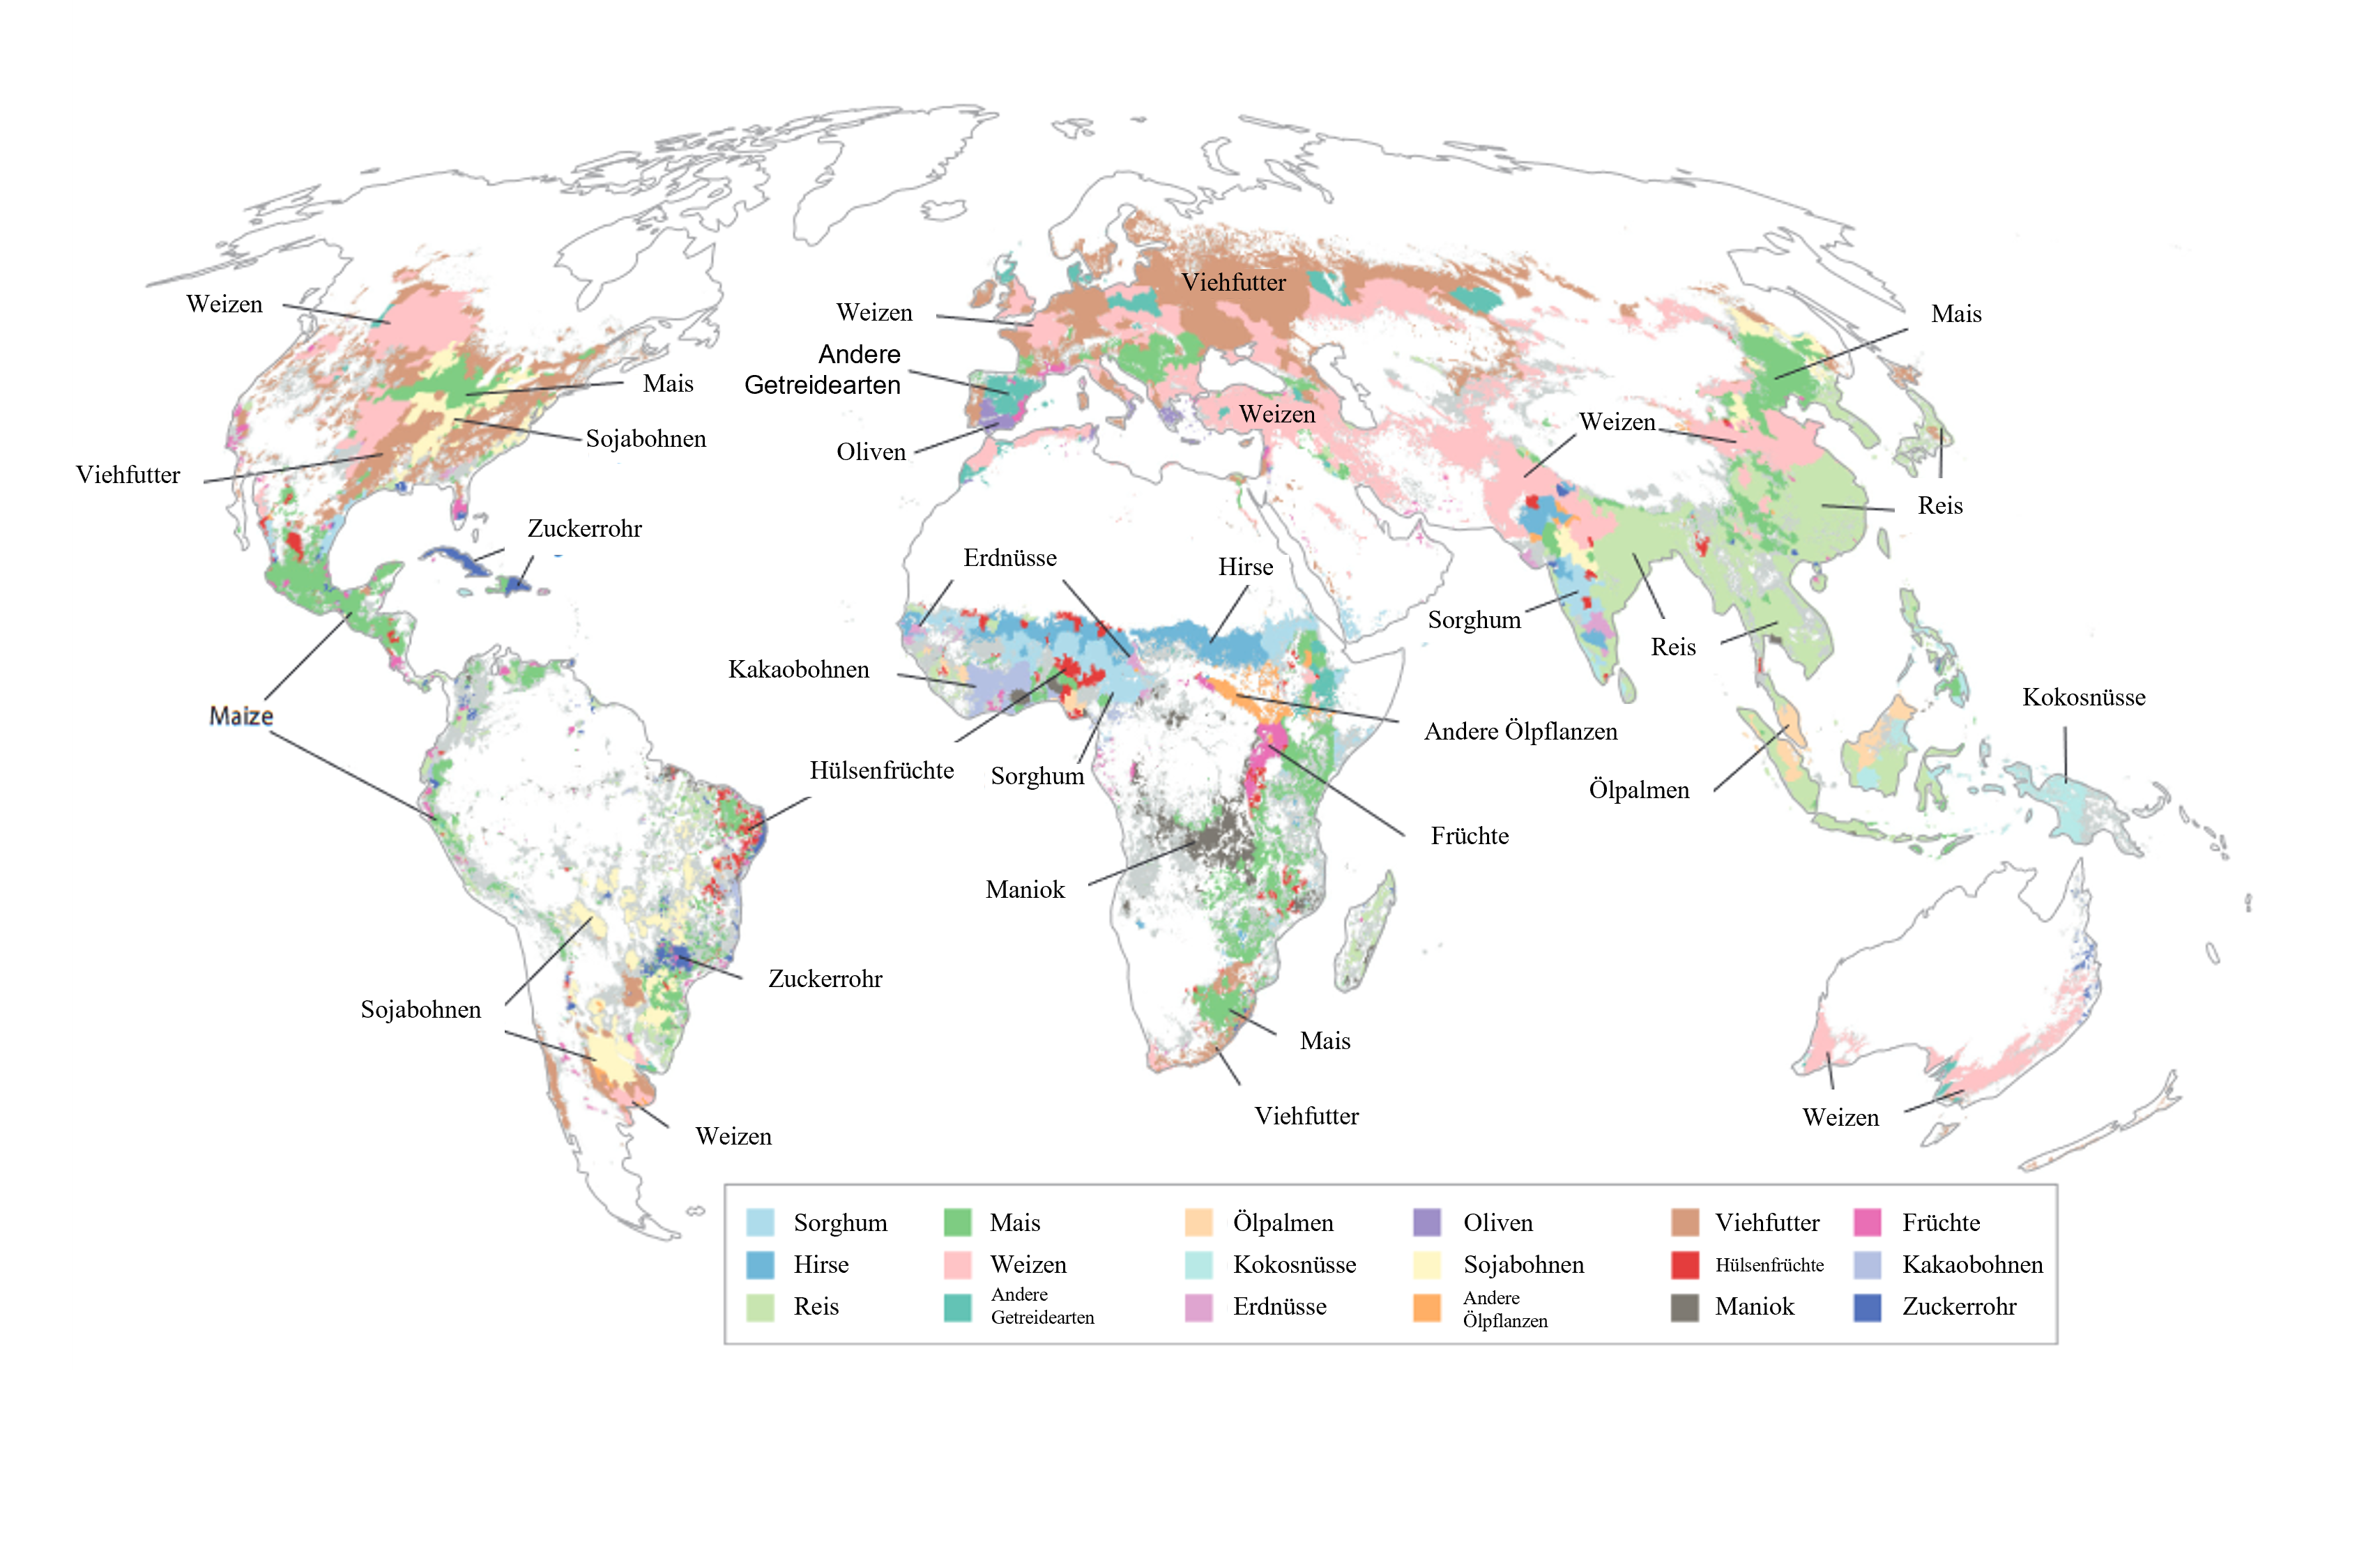 Weizen
Viehfutter
Mais
Weizen
Andere
Getreidearten
Mais
Sojabohnen
Weizen
Weizen
Oliven
Viehfutter
Reis
Zuckerrohr
Erdnüsse
Hirse
Sorghum
Reis
Kakaobohnen
Kokosnüsse
Maize
Andere Ölpflanzen
Hülsenfrüchte
Sorghum
Ölpalmen
Früchte
Maniok
Zuckerrohr
Sojabohnen
Mais
Viehfutter
Weizen
Weizen
Sorghum
Mais
Ölpalmen
Oliven
Viehfutter
Früchte
Hirse
Weizen
Kokosnüsse
Sojabohnen
Hülsenfrüchte
Kakaobohnen
Reis
Andere
Getreidearten
Erdnüsse
Andere
Ölpflanzen
Maniok
Zuckerrohr